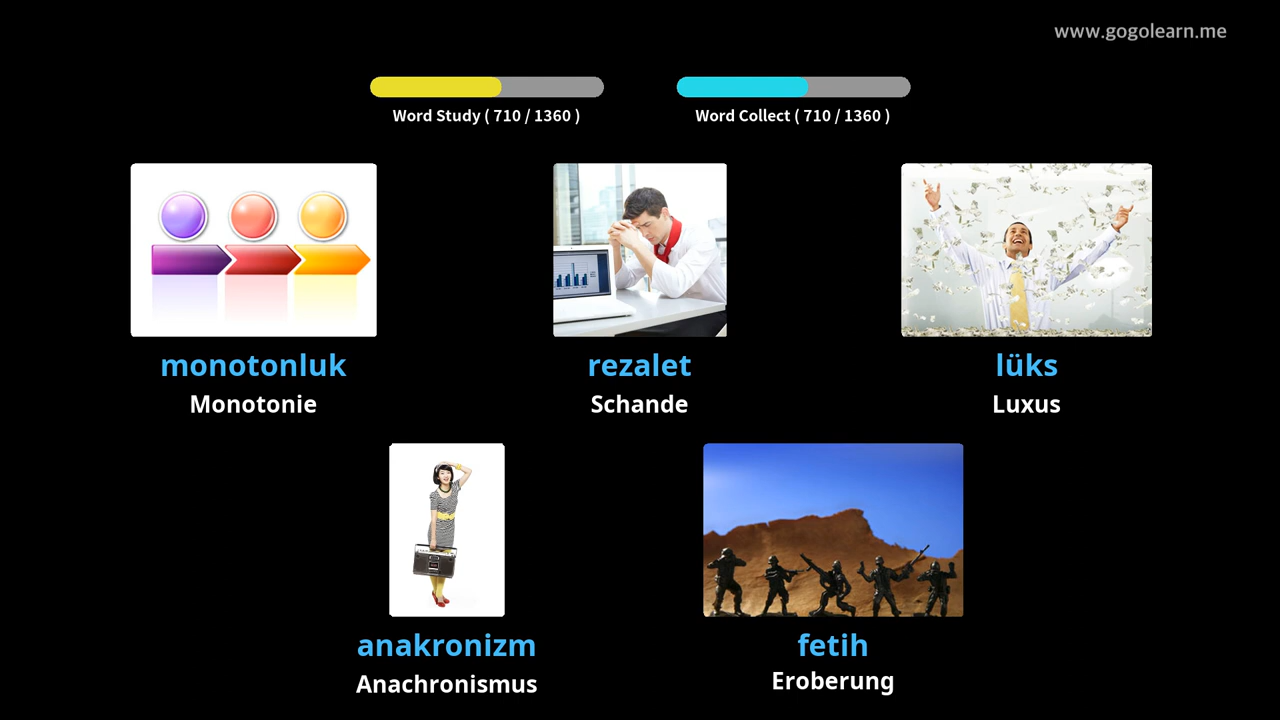 www.gogolearn.me
Word Study ( 710 / 1360 )
Word Collect ( 710 / 1360 )
monotonluk
Monotonie
rezalet
Schande
lüks
Luxus
anakronizm
Anachronismus
fetih
Eroberung